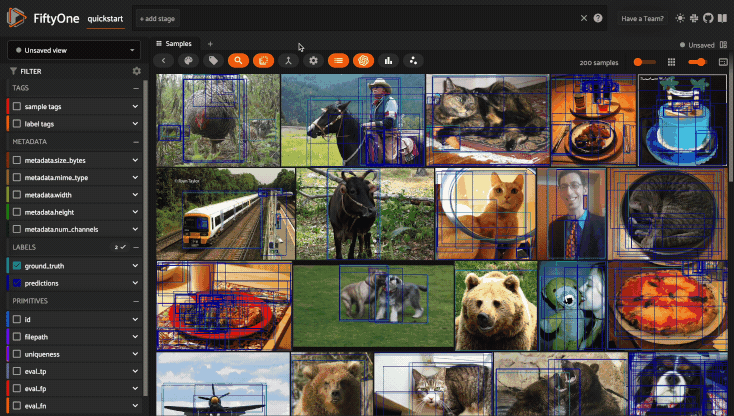 FiftyOne
quickstart
+ add stage
Have a Team?
Unsaved view
Samples
+
Unsaved
FILTER
200 samples
TAGS
sample tags
label tags
METADATA
metadata.size_bytes
metadata.mime_type
metadata.width
metadata.height
metadata.num_channels
LABELS
2
ground_truth
predictions
PRIMITIVES
id
filepath
uniqueness
eval_tp
eval_fp
eval_fn